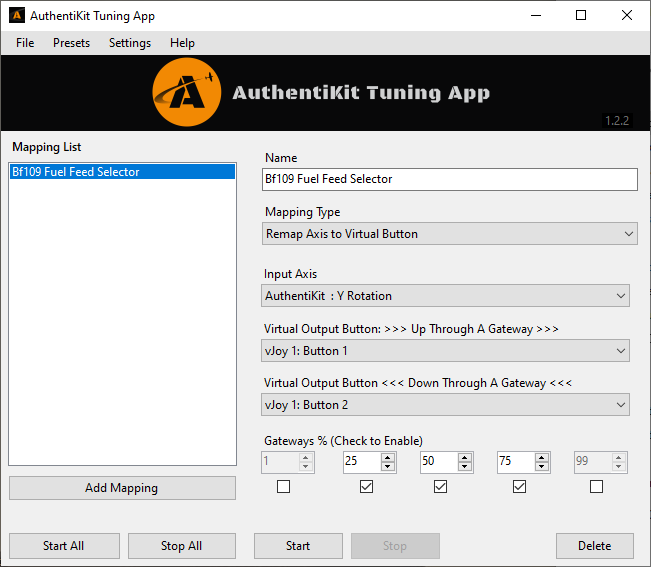 AuthentiKit Tuning App
File Presets Settings Help
A AuthentiKit Tuning App
1.2.2
Mapping List
Bf109 Fuel Feed Selector
Add Mapping
Start All Stop All
Name
Bf109 Fuel Feed Selector
Mapping Type
Remap Axis to Virtual Button
Input Axis
AuthentiKit : Y Rotation
Virtual Output Button: >>> Up Through A Gateway >>>
vJoy 1: Button 1
Virtual Output Button <<< Down Through A Gateway <<<
vJoy 1: Button 2
Gateways % (Check to Enable)
1 25 50 75 99
Start Stop Delete